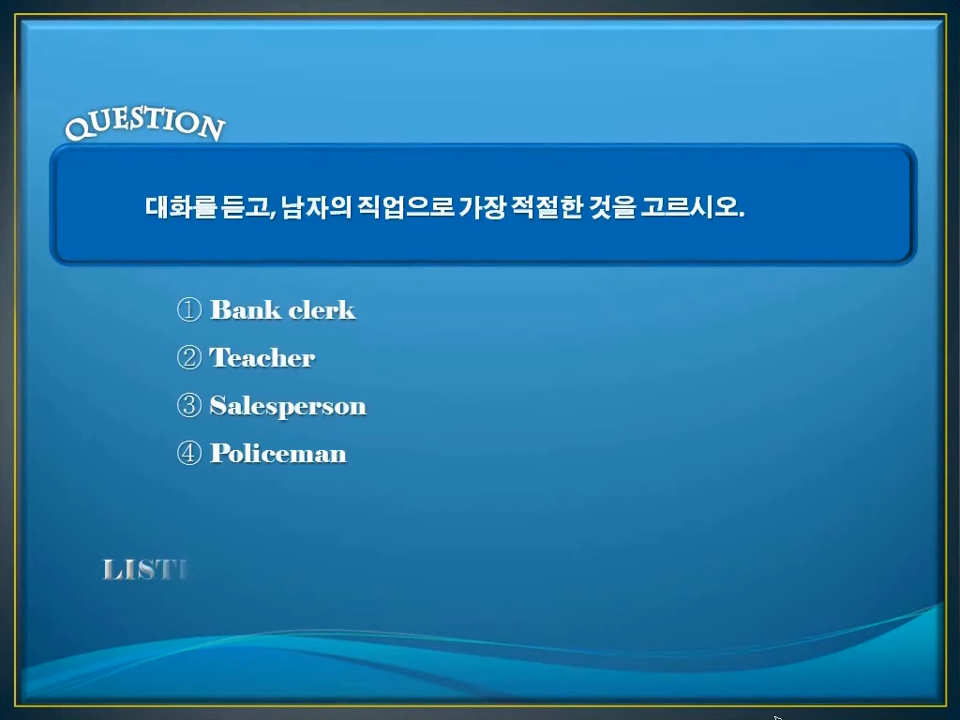 QUESTION
대화를 듣고, 남자의 직업으로 가장 적절한 것을 고르시오.
① Bank clerk
② Teacher
③ Salesperson
④ Policeman